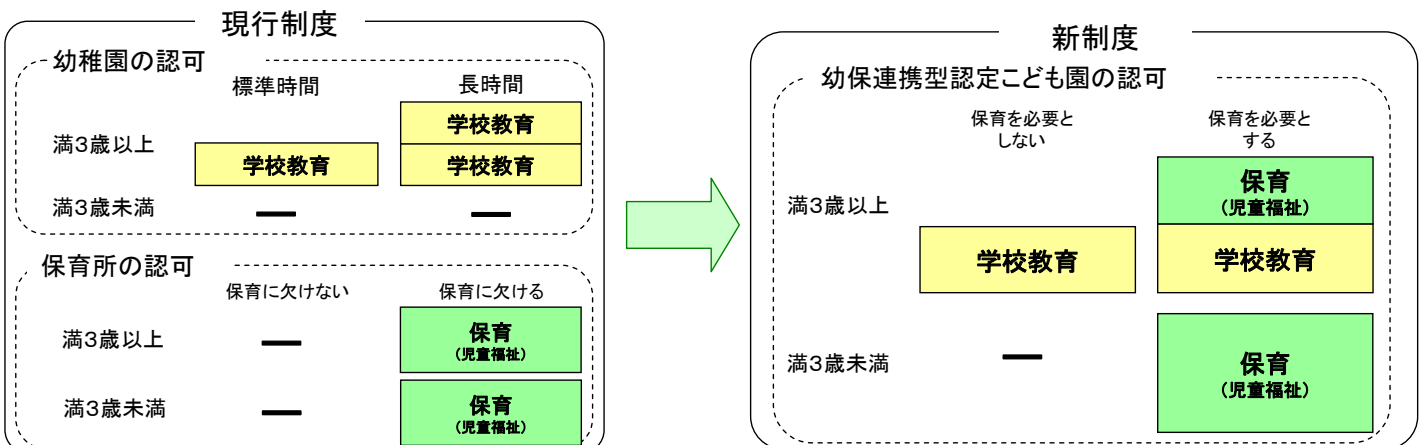 現行制度
幼稚園の認可
標準時間
長時間
学校教育
満3歳以上
学校教育
学校教育
満3歳未満
―
―
保育所の認可
保育に欠けない
保育に欠ける
満3歳以上
―
保育
(児童福祉)
満3歳未満
―
保育
(児童福祉)
新制度
幼保連携型認定こども園の認可
保育を必要と
しない
保育を必要と
する
満3歳以上
保育
(児童福祉)
学校教育
学校教育
満3歳未満
―
保育
(児童福祉)